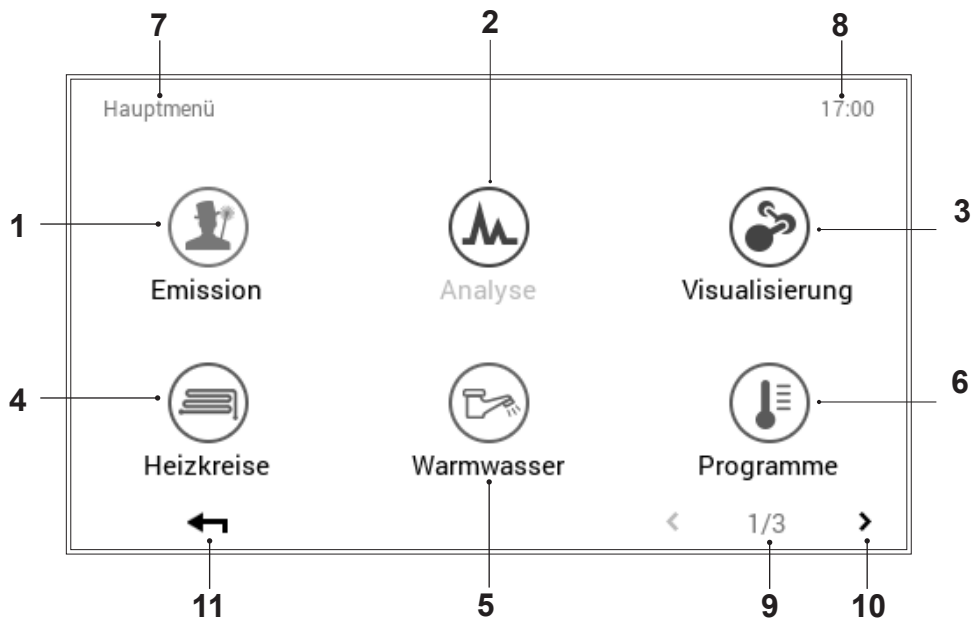 7 2 8
Hauptmenü 17:00
1 3
Emission Analyse Visualisierung
4 6
Heizkreise Warmwasser Programme
< 1/3 >
11 5 9 10